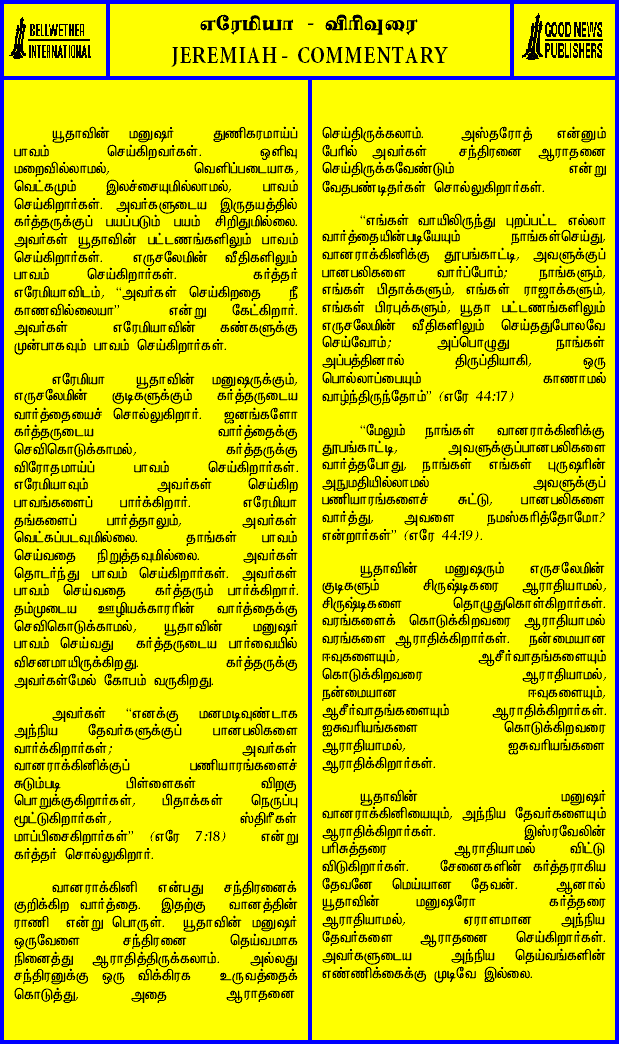 BELLWETHER
INTERNATIONAL
எரேமியா - விரிவுரை
JEREMIAH - COMMENTARY
GOOD NEWS
PUBLISHERS
யூதாவின் மனுஷர் துணிகரமாய்ப்
பாவம் செய்கிறவர்கள். ஒளிவு
மறைவில்லாமல், வெளிப்படையாக,
வெட்கமும் இலச்சையுமில்லாமல், பாவம்
செய்கிறார்கள். அவர்களுடைய இருதயத்தில்
கர்த்தருக்குப் பயப்படும் பயம் சிறிதுமில்லை.
அவர்கள் யூதாவின் பட்டணங்களிலும் பாவம்
செய்கிறார்கள். எருசலேமின் வீதிகளிலும்
பாவம் செய்கிறார்கள். கர்த்தர்
எரேமியாவிடம், “அவர்கள் செய்கிறதை நீ
காணவில்லையா” என்று கேட்கிறார்.
அவர்கள் எரேமியாவின் கண்களுக்கு
முன்பாகவும் பாவம் செய்கிறார்கள்.
எரேமியா யூதாவின் மனுஷருக்கும்,
எருசலேமின் குடிகளுக்கும் கர்த்தருடைய
வார்த்தையைச் சொல்லுகிறார். ஜனங்களோ
கர்த்தருடைய வார்த்தைக்கு
செவிகொடுக்காமல், கர்த்தருக்கு
விரோதமாய்ப் பாவம் செய்கிறார்கள்.
எரேமியாவும் அவர்கள் செய்கிற
பாவங்களைப் பார்க்கிறார். எரேமியா
தங்களைப் பார்த்தாலும், அவர்கள்
வெட்கப்படவுமில்லை. தாங்கள் பாவம்
செய்வதை நிறுத்தவுமில்லை. அவர்கள்
தொடர்ந்து பாவம் செய்கிறார்கள். அவர்கள்
பாவம் செய்வதை கர்த்தரும் பார்க்கிறார்.
தம்முடைய ஊழியக்காரரின் வார்த்தைக்கு
செவிகொடுக்காமல், யூதாவின் மனுஷர்
பாவம் செய்வது கர்த்தருடைய பார்வையில்
விசனமாயிருக்கிறது. கர்த்தருக்கு
அவர்கள்மேல் கோபம் வருகிறது.
அவர்கள் “எனக்கு மனமடிவுண்டாக
அந்நிய தேவர்களுக்குப் பானபலிகளை
வார்க்கிறார்கள்; அவர்கள்
வானராக்கினிக்குப் பணியாரங்களைச்
சுடும்படி பிள்ளைகள் விறகு
பொறுக்குகிறார்கள், பிதாக்கள் நெருப்பு
மூட்டுகிறார்கள், ஸ்திரீகள்
மாப்பிசைகிறார்கள்” (எரே 7:18) என்று
கர்த்தர் சொல்லுகிறார்.
வானராக்கினி என்பது சந்திரனைக்
குறிக்கிற வார்த்தை. இதற்கு வானத்தின்
ராணி என்று பொருள். யூதாவின் மனுஷர்
ஒருவேளை சந்திரனை தெய்வமாக
நினைத்து ஆராதித்திருக்கலாம். அல்லது
சந்திரனுக்கு ஒரு விக்கிரக உருவத்தைக்
கொடுத்து, அதை ஆராதனை
செய்திருக்கலாம். அஸ்தரோத் என்னும்
பேரில் அவர்கள் சந்திரனை ஆராதனை
செய்திருக்கவேண்டும் என்று
வேதபண்டிதர்கள் சொல்லுகிறார்கள்.
“எங்கள் வாயிலிருந்து புறப்பட்ட எல்லா
வார்த்தையின்படியேயும் நாங்கள்செய்து,
வானராக்கினிக்கு தூபங்காட்டி, அவளுக்குப்
பானபலிகளை வார்ப்போம்; நாங்களும்,
எங்கள் பிதாக்களும், எங்கள் ராஜாக்களும்,
எங்கள் பிரபுக்களும், யூதா பட்டணங்களிலும்
எருசலேமின் வீதிகளிலும் செய்ததுபோலவே
செய்வோம்; அப்பொழுது நாங்கள்
அப்பத்தினால் திருப்தியாகி, ஒரு
பொல்லாப்பையும் காணாமல்
வாழ்ந்திருந்தோம்” (எரே 44:17)
“மேலும் நாங்கள் வானராக்கினிக்கு
தூபங்காட்டி, அவளுக்குப்பானபலிகளை
வார்த்தபோது, நாங்கள் எங்கள் புருஷரின்
அநுமதியில்லாமல் அவளுக்குப்
பணியாரங்களைச் சுட்டு, பானபலிகளை
வார்த்து, அவளை நமஸ்கரித்தோமோ?
என்றார்கள்” (எரே 44:19).
யூதாவின் மனுஷரும் எருசலேமின்
குடிகளும் சிருஷ்டிகரை ஆராதியாமல்,
சிருஷ்டிகளை தொழுதுகொள்கிறார்கள்.
வரங்களைக் கொடுக்கிறவரை ஆராதியாமல்
வரங்களை ஆராதிக்கிறார்கள். நன்மையான
ஈவுகளையும், ஆசீர்வாதங்களையும்
கொடுக்கிறவரை ஆராதியாமல்,
நன்மையான ஈவுகளையும்,
ஆசீர்வாதங்களையும் ஆராதிக்கிறார்கள்.
ஐசுவரியங்களை கொடுக்கிறவரை
ஆராதியாமல், ஐசுவரியங்களை
ஆராதிக்கிறார்கள்.
யூதாவின் மனுஷர்
வானராக்கினியையும், அந்நிய தேவர்களையும்
ஆராதிக்கிறார்கள். இஸ்ரவேலின்
பரிசுத்தரை ஆராதியாமல் விட்டு
விடுகிறார்கள். சேனைகளின் கர்த்தராகிய
தேவனே மெய்யான தேவன். ஆனால்
யூதாவின் மனுஷரோ கர்த்தரை
ஆராதியாமல், ஏராளமான அந்நிய
தேவர்களை ஆராதனை செய்கிறார்கள்.
அவர்களுடைய அந்நிய தெய்வங்களின்
எண்ணிக்கைக்கு முடிவே இல்லை.